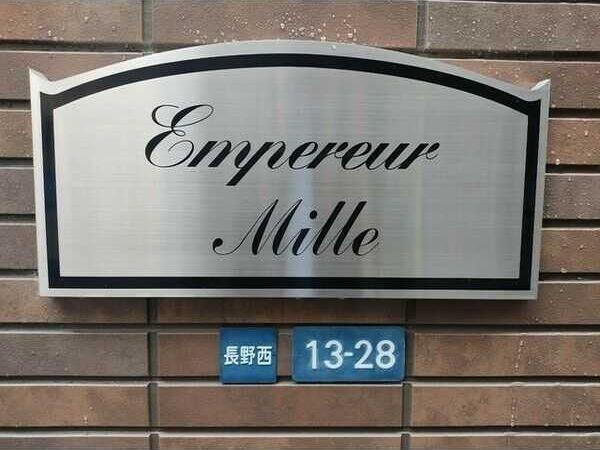 Empereur
Mille
長野西 13-28